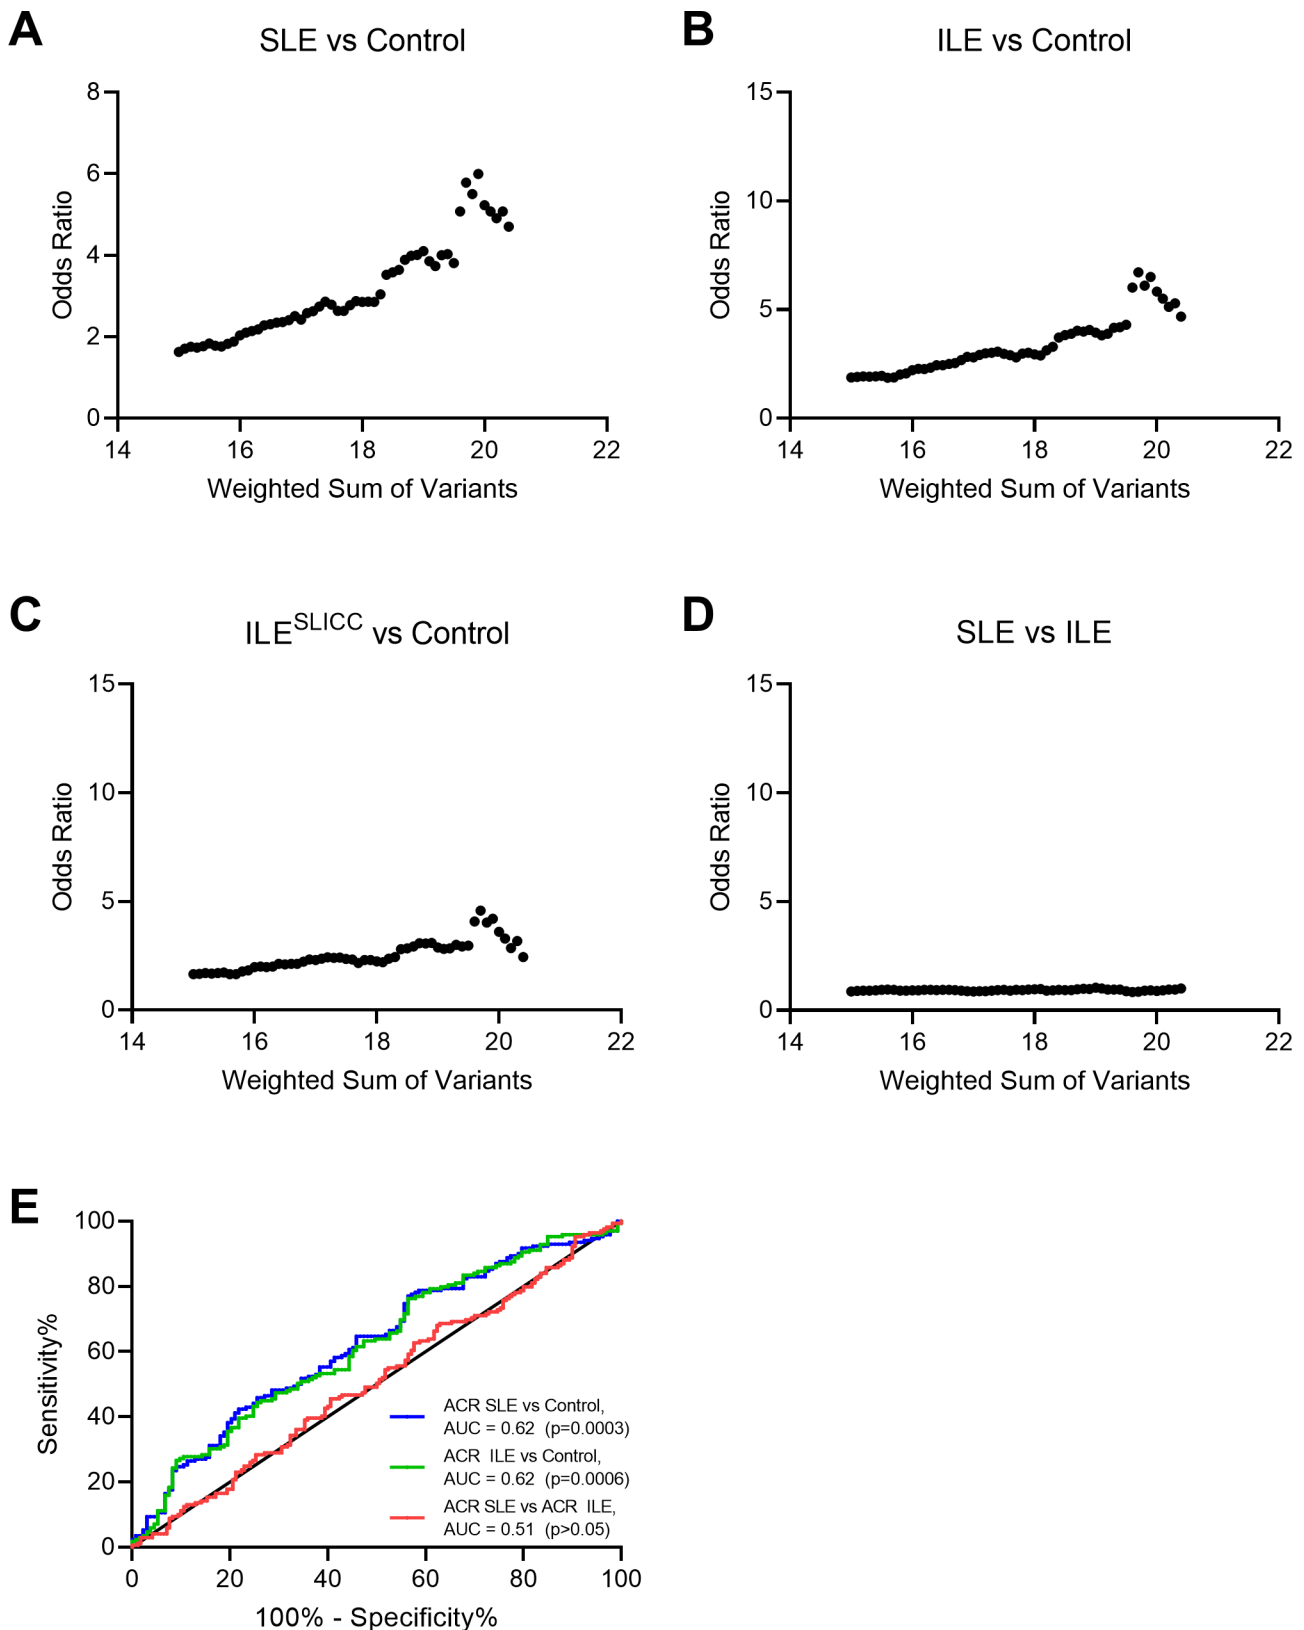 A
SLE vs Control
8
6
4
2
0
14 16 18 20 22
Odds Ratio
Weighted Sum of Variants
B
ILE vs Control
15
10
5
0
14 16 18 20 22
Odds Ratio
Weighted Sum of Variants
C
ILE^SLICC vs Control
15
10
5
0
14 16 18 20 22
Odds Ratio
Weighted Sum of Variants
D
SLE vs ILE
15
10
5
0
14 16 18 20 22
Odds Ratio
Weighted Sum of Variants
E
100
80
60
40
20
0
0 20 40 60 80 100
Sensitivity%
100% - Specificity%
ACR SLE vs Control,
AUC = 0.62 (p=0.0003)
ACR ILE vs Control,
AUC = 0.62 (p=0.0006)
ACR SLE vs ACR ILE,
AUC = 0.51 (p>0.05)